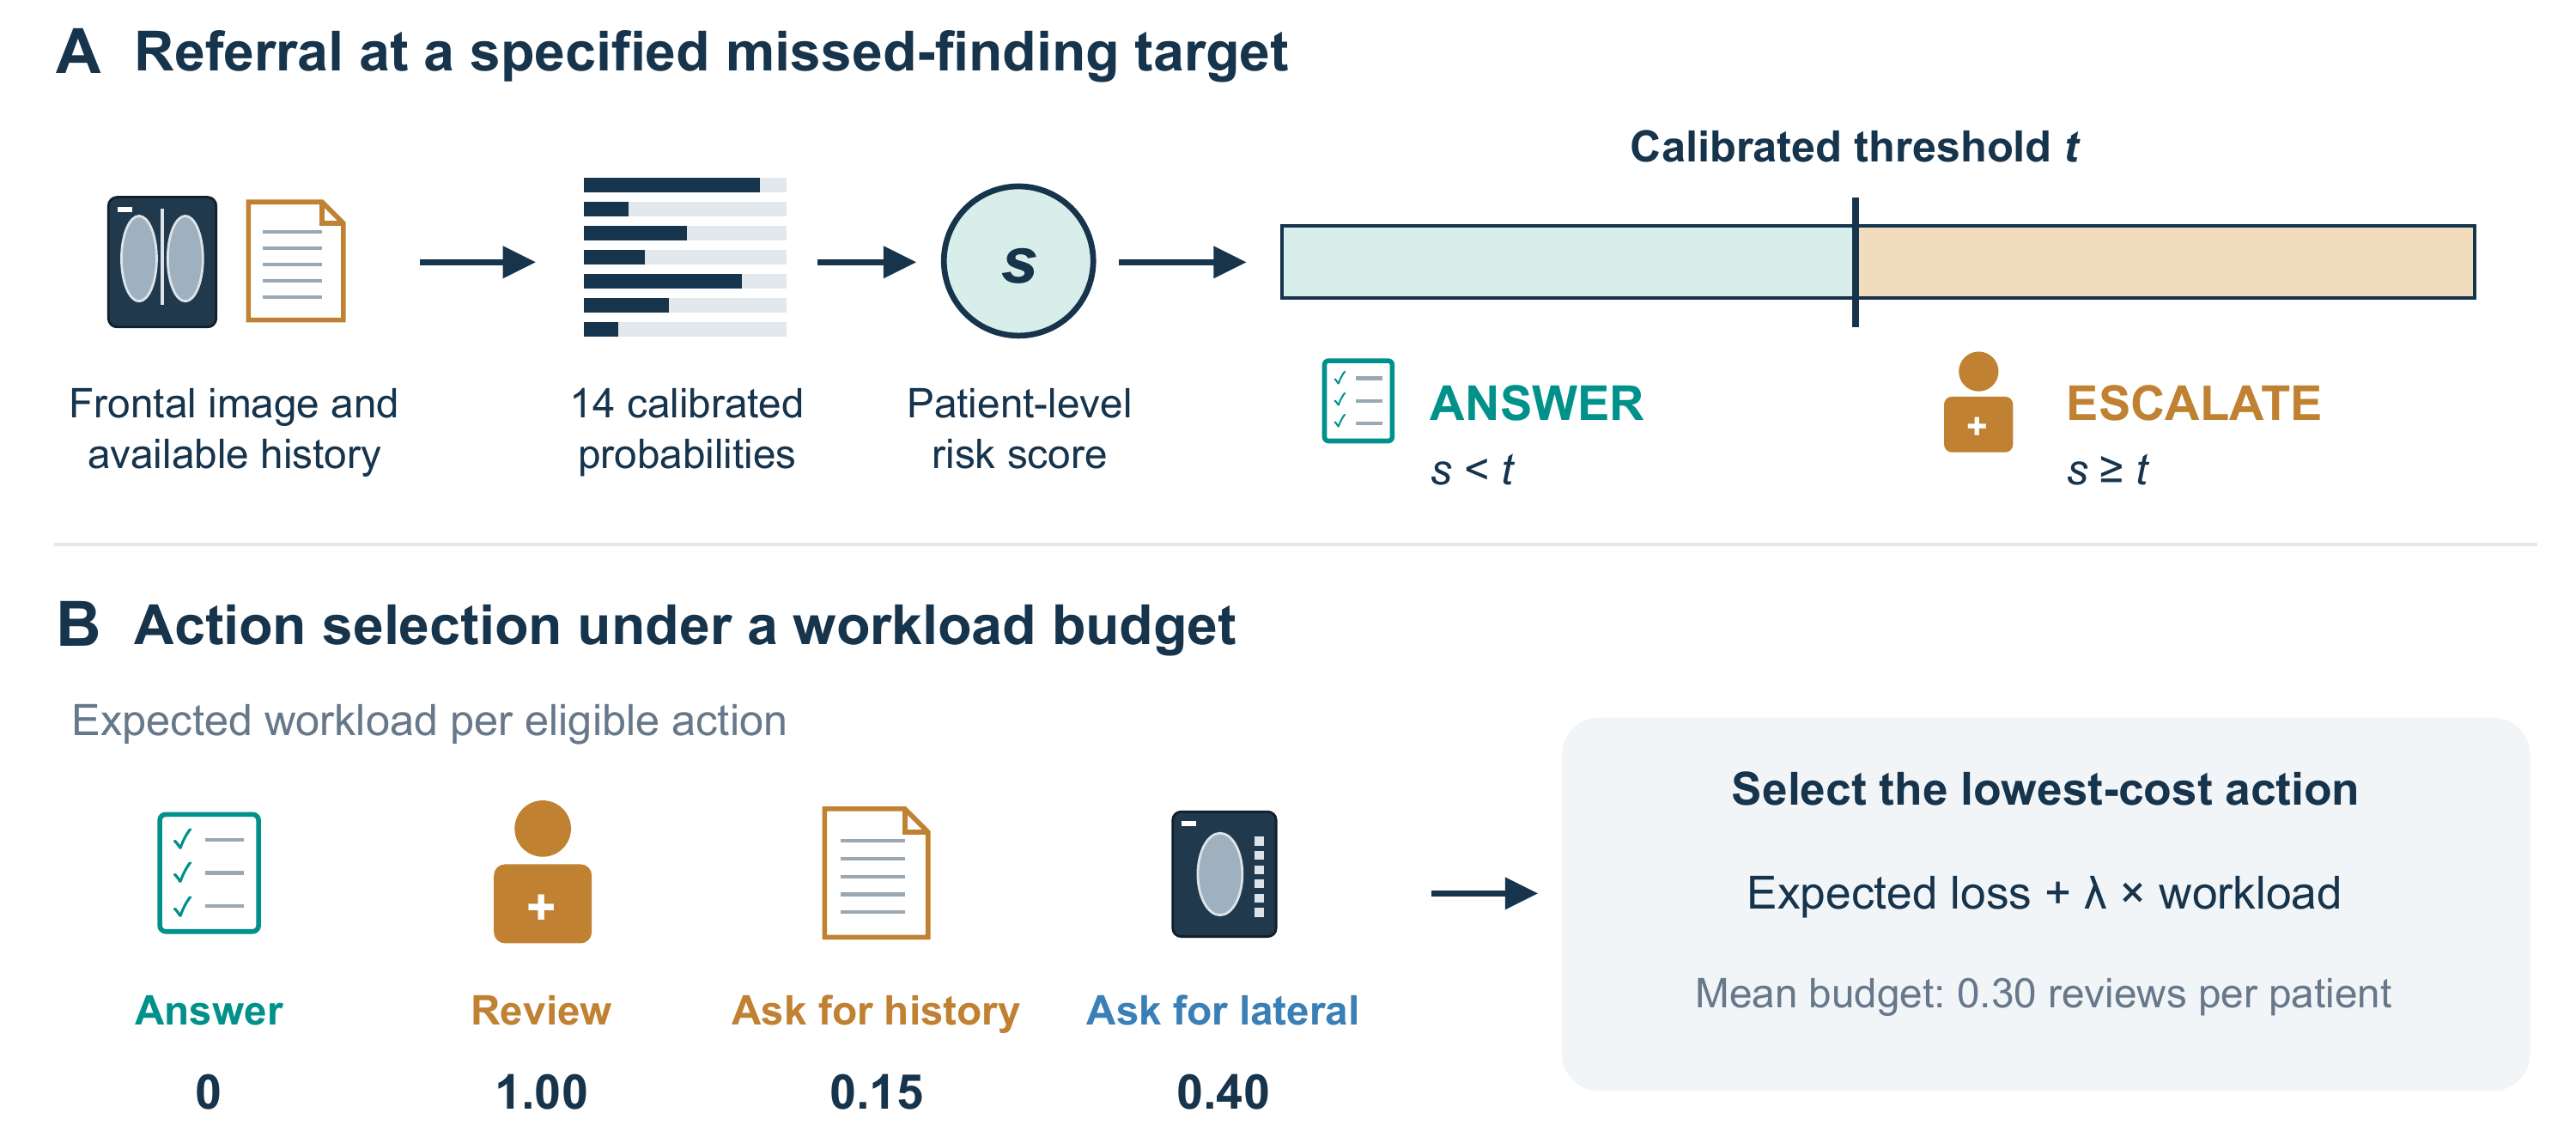 A Referral at a specified missed-finding target
Calibrated threshold t
s
Frontal image and
available history
14 calibrated
probabilities
Patient-level
risk score
ANSWER
s < t
ESCALATE
s ≥ t
B Action selection under a workload budget
Expected workload per eligible action
Answer
0
Review
1.00
Ask for history
0.15
Ask for lateral
0.40
Select the lowest-cost action
Expected loss + λ × workload
Mean budget: 0.30 reviews per patient